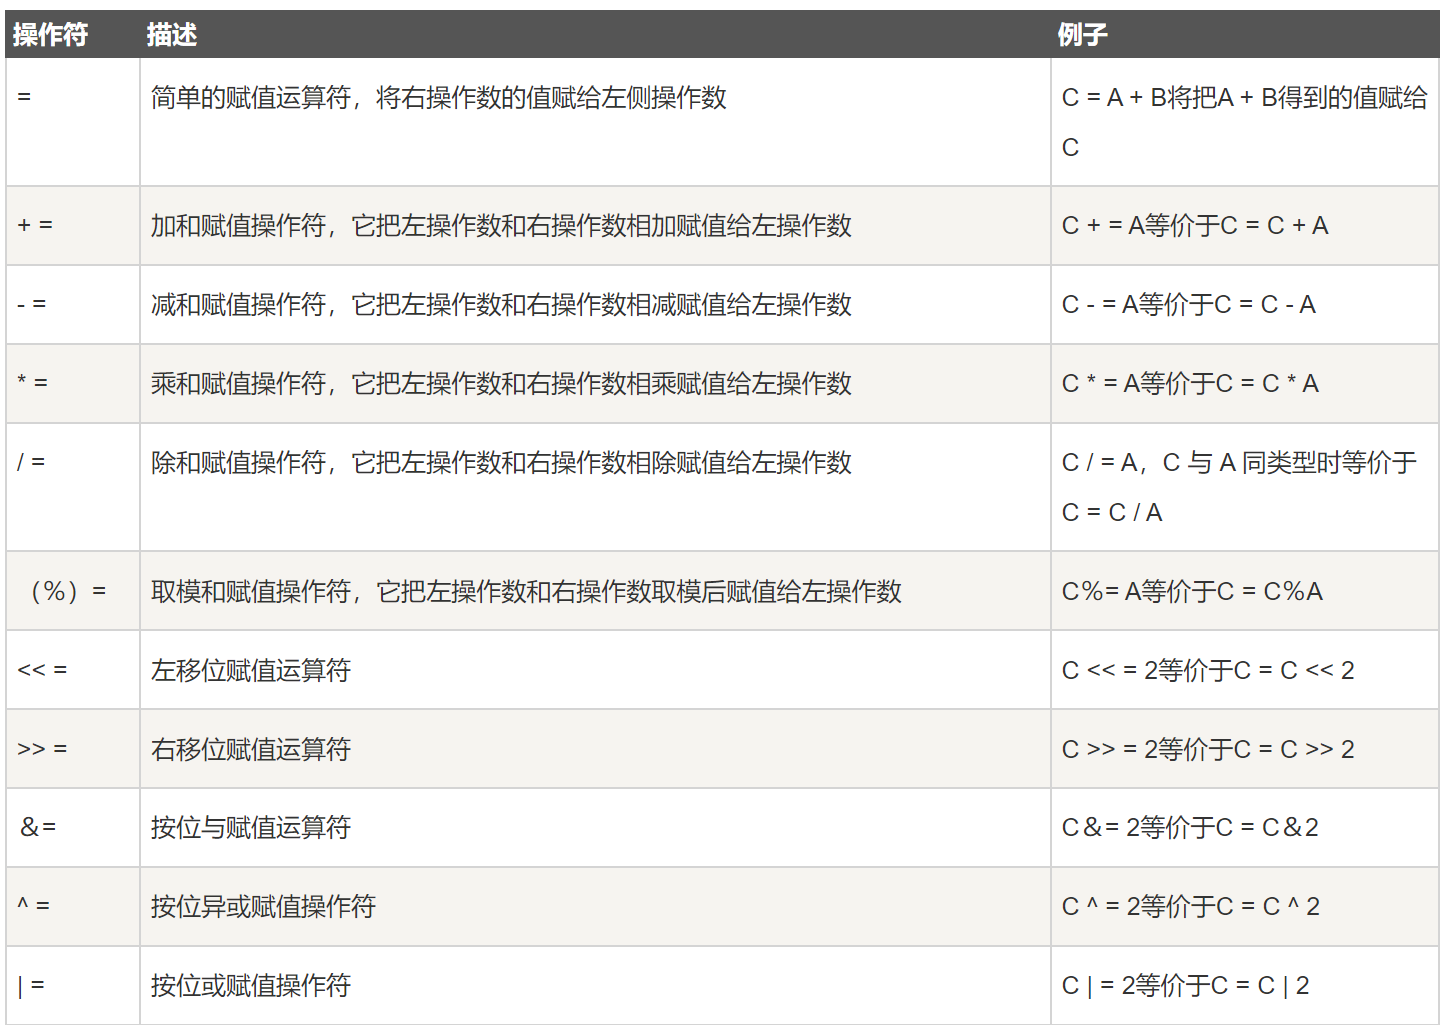 操作符 描述 例子
= 简单的赋值运算符，将右操作数的值赋给左侧操作数 C = A + B将把A + B得到的值赋给
C
+ = 加和赋值操作符，它把左操作数和右操作数相加赋值给左操作数 C + = A等价于C = C + A
- = 减和赋值操作符，它把左操作数和右操作数相减赋值给左操作数 C - = A等价于C = C - A
* = 乘和赋值操作符，它把左操作数和右操作数相乘赋值给左操作数 C * = A等价于C = C * A
/ = 除和赋值操作符，它把左操作数和右操作数相除赋值给左操作数 C / = A，C 与 A 同类型时等价于
C = C / A
（%）= 取模和赋值操作符，它把左操作数和右操作数取模后赋值给左操作数 C％= A等价于C = C％A
<< = 左移位赋值运算符 C << = 2等价于C = C << 2
>> = 右移位赋值运算符 C >> = 2等价于C = C >> 2
＆= 按位与赋值运算符 C＆= 2等价于C = C＆2
^ = 按位异或赋值操作符 C ^ = 2等价于C = C ^ 2
| = 按位或赋值操作符 C | = 2等价于C = C | 2